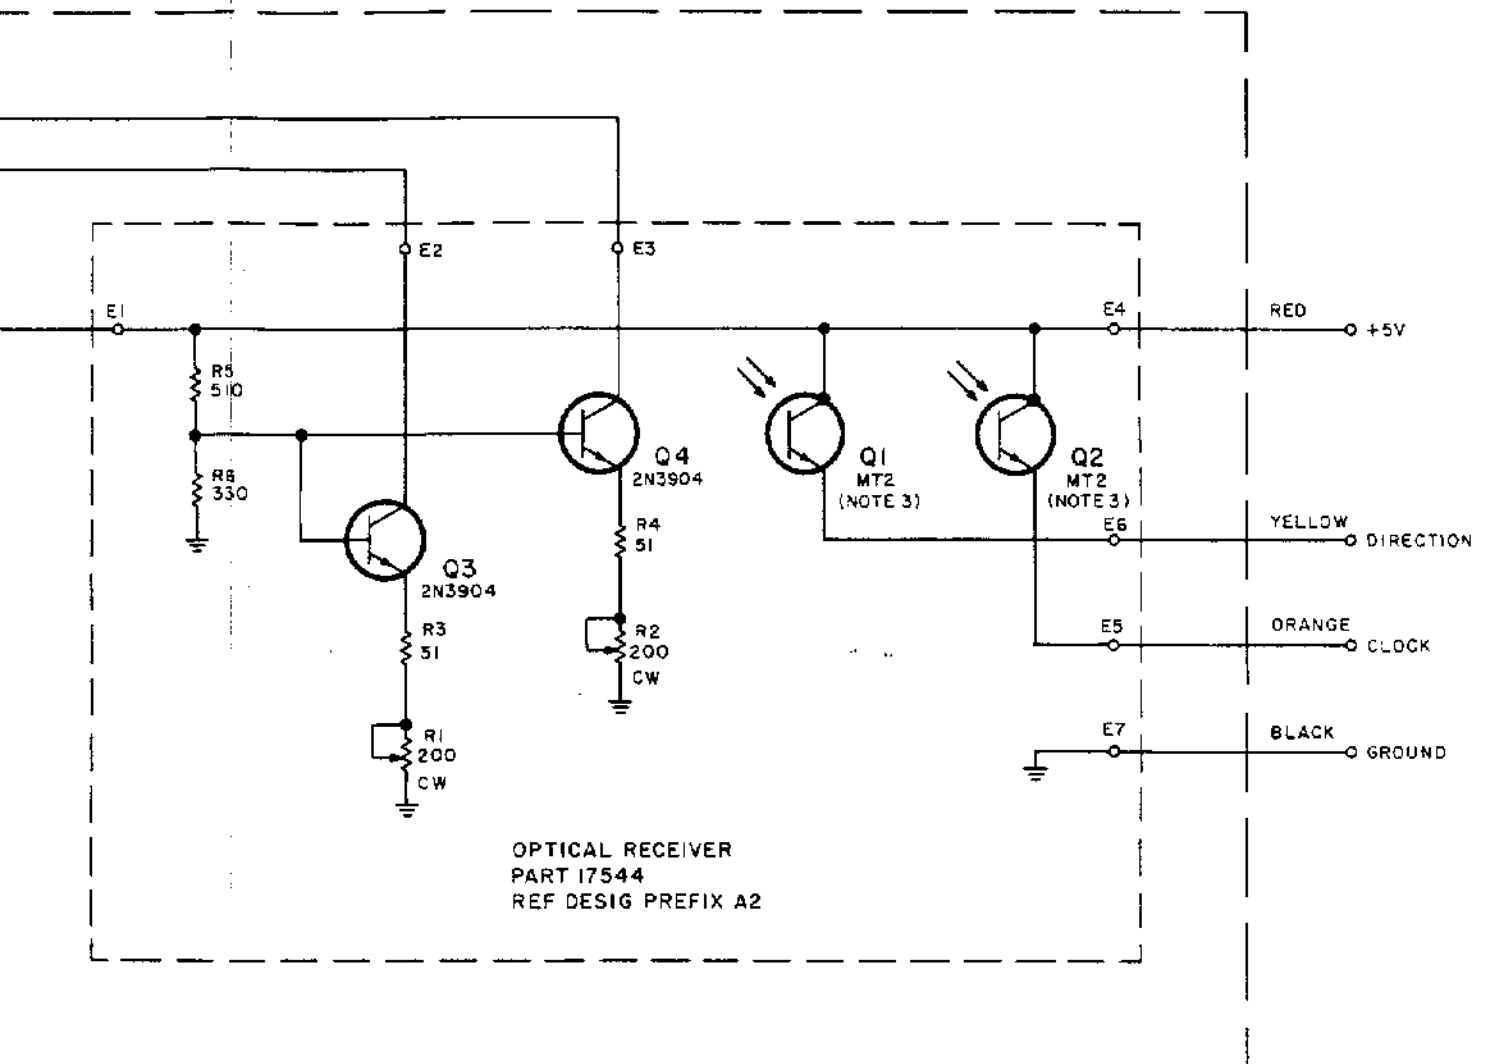 E2
E3
E1
E4
RED
+5V
R5
510
R6
330
Q4
2N3904
Q1
MT2
(NOTE 3)
Q2
MT2
(NOTE 3)
R4
51
E6
YELLOW
DIRECTION
Q3
2N3904
R3
51
R2
200
CW
E5
ORANGE
CLOCK
R1
200
CW
E7
BLACK
GROUND
OPTICAL RECEIVER
PART 17544
REF DESIG PREFIX A2